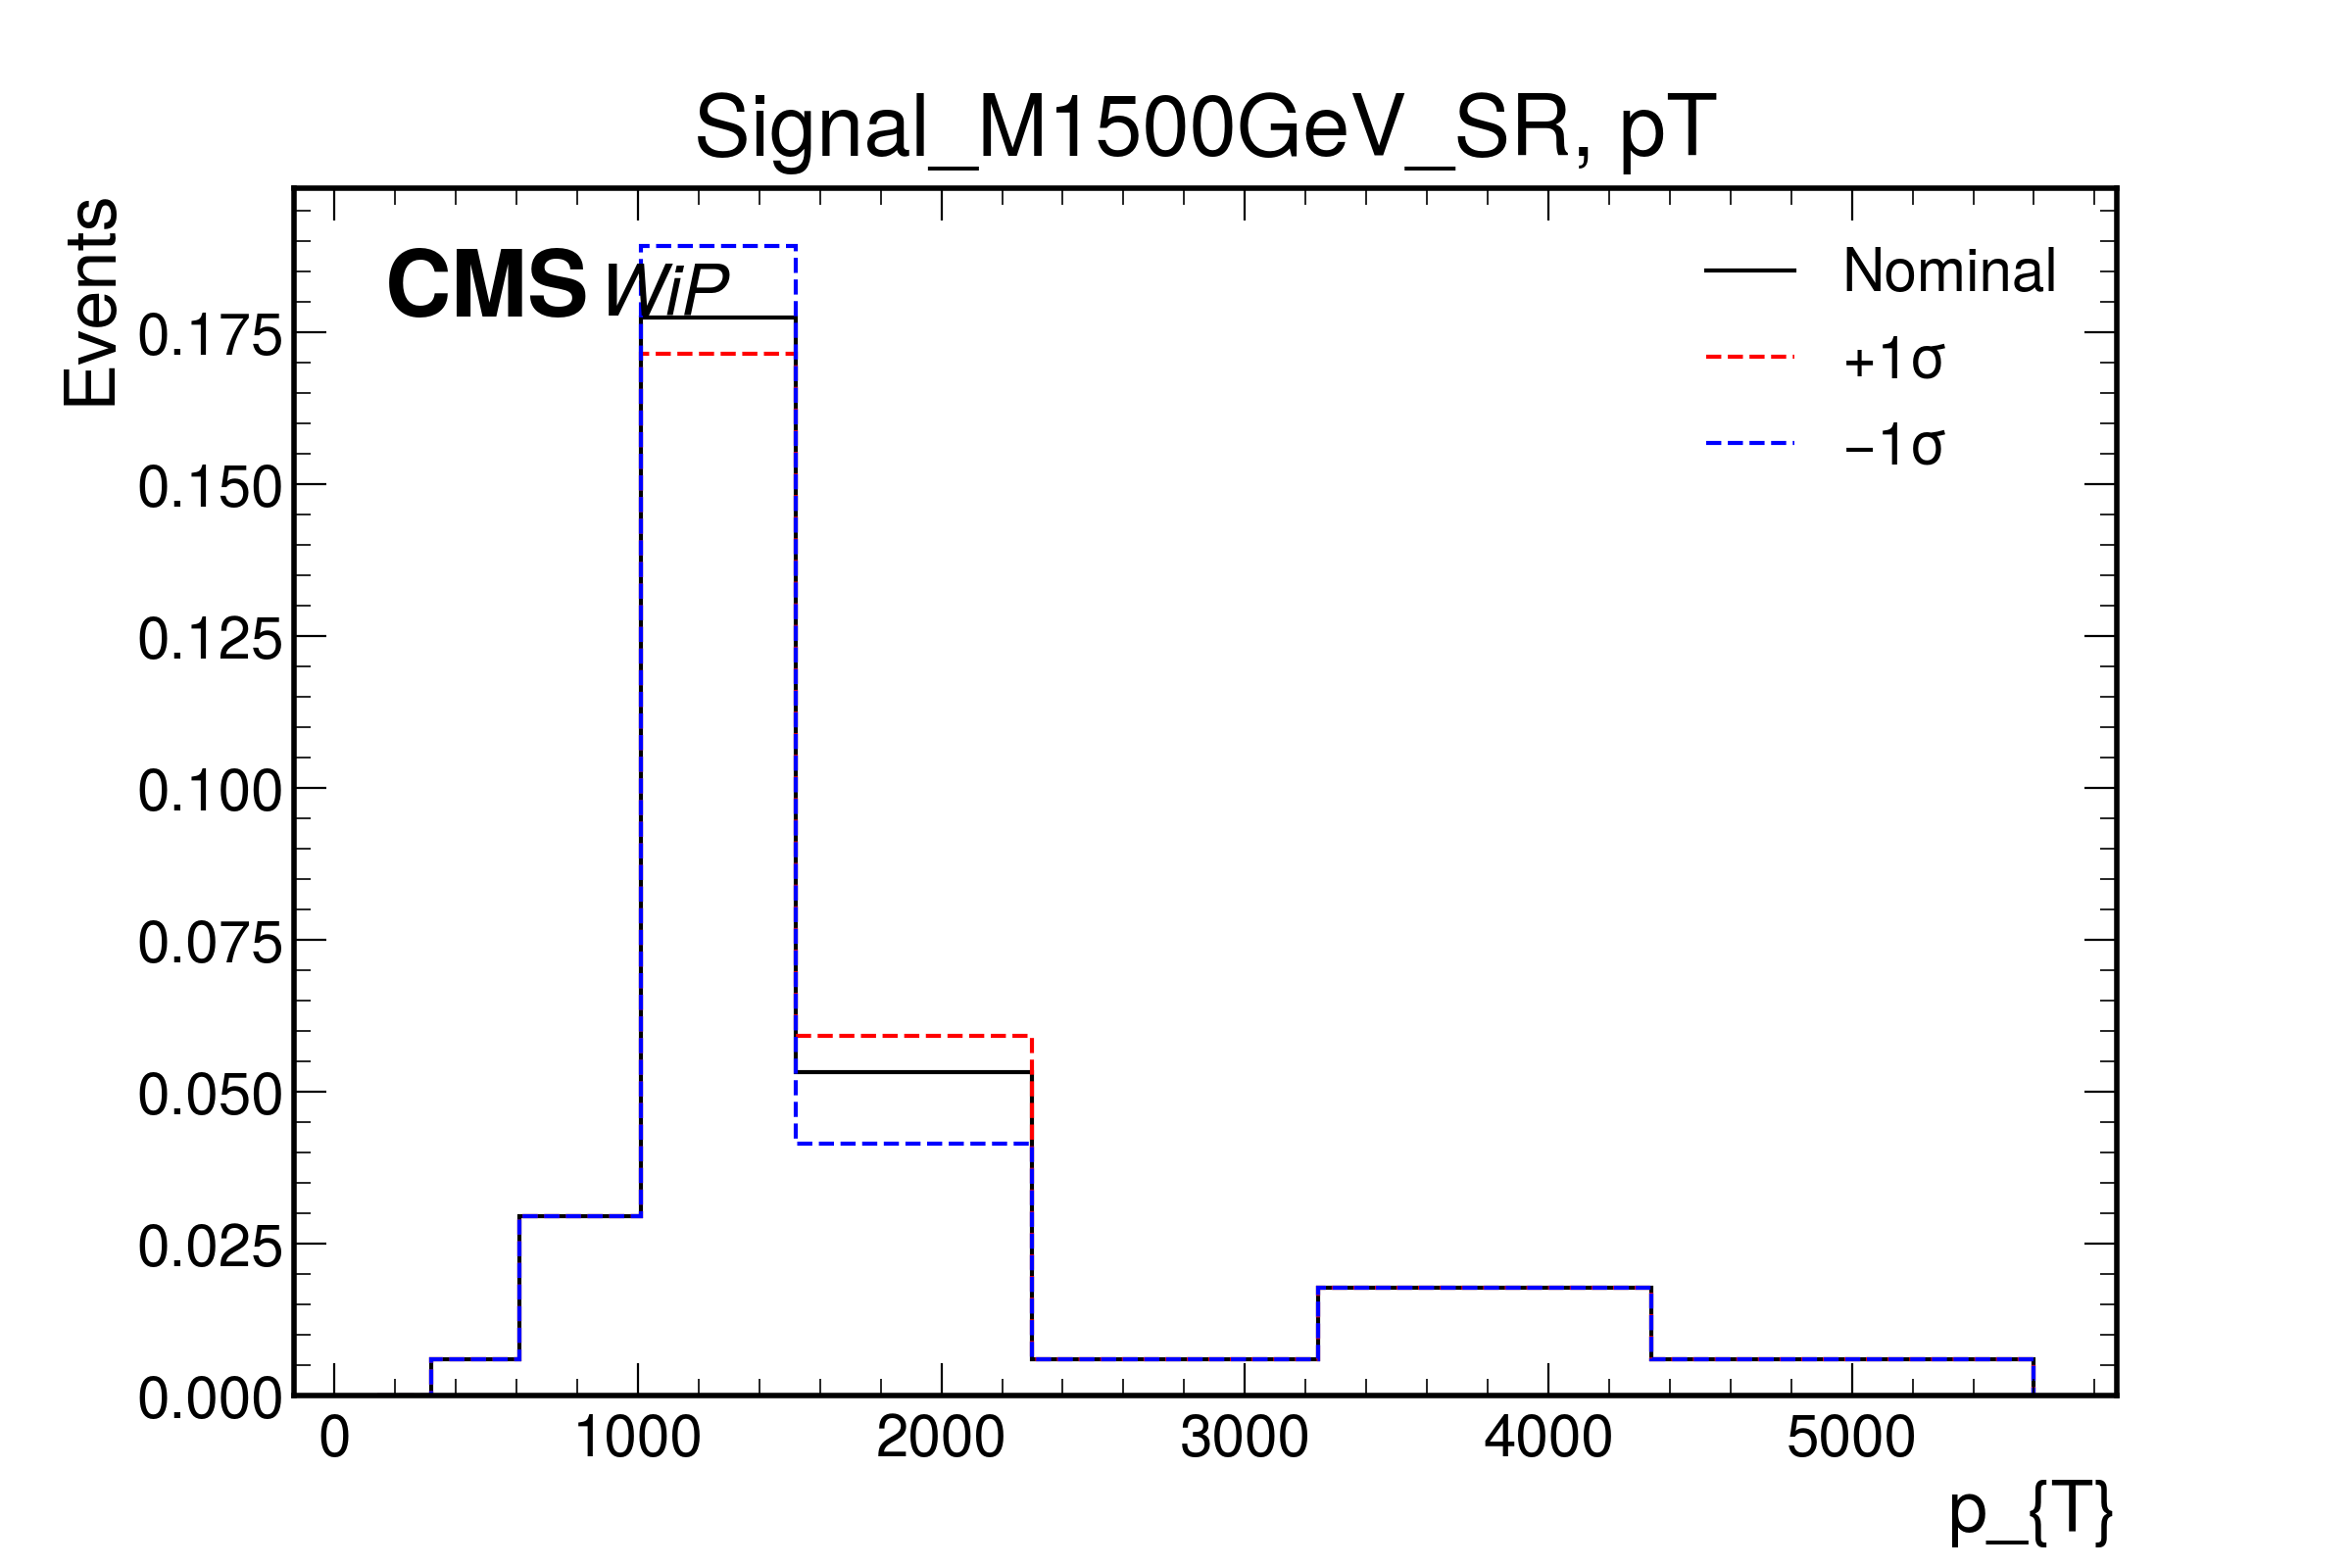 Signal_M1500GeV_SR, pT
Events
CMS WiP
Nominal
+1σ
−1σ
0.175
0.150
0.125
0.100
0.075
0.050
0.025
0.000
0 1000 2000 3000 4000 5000
p_{T}